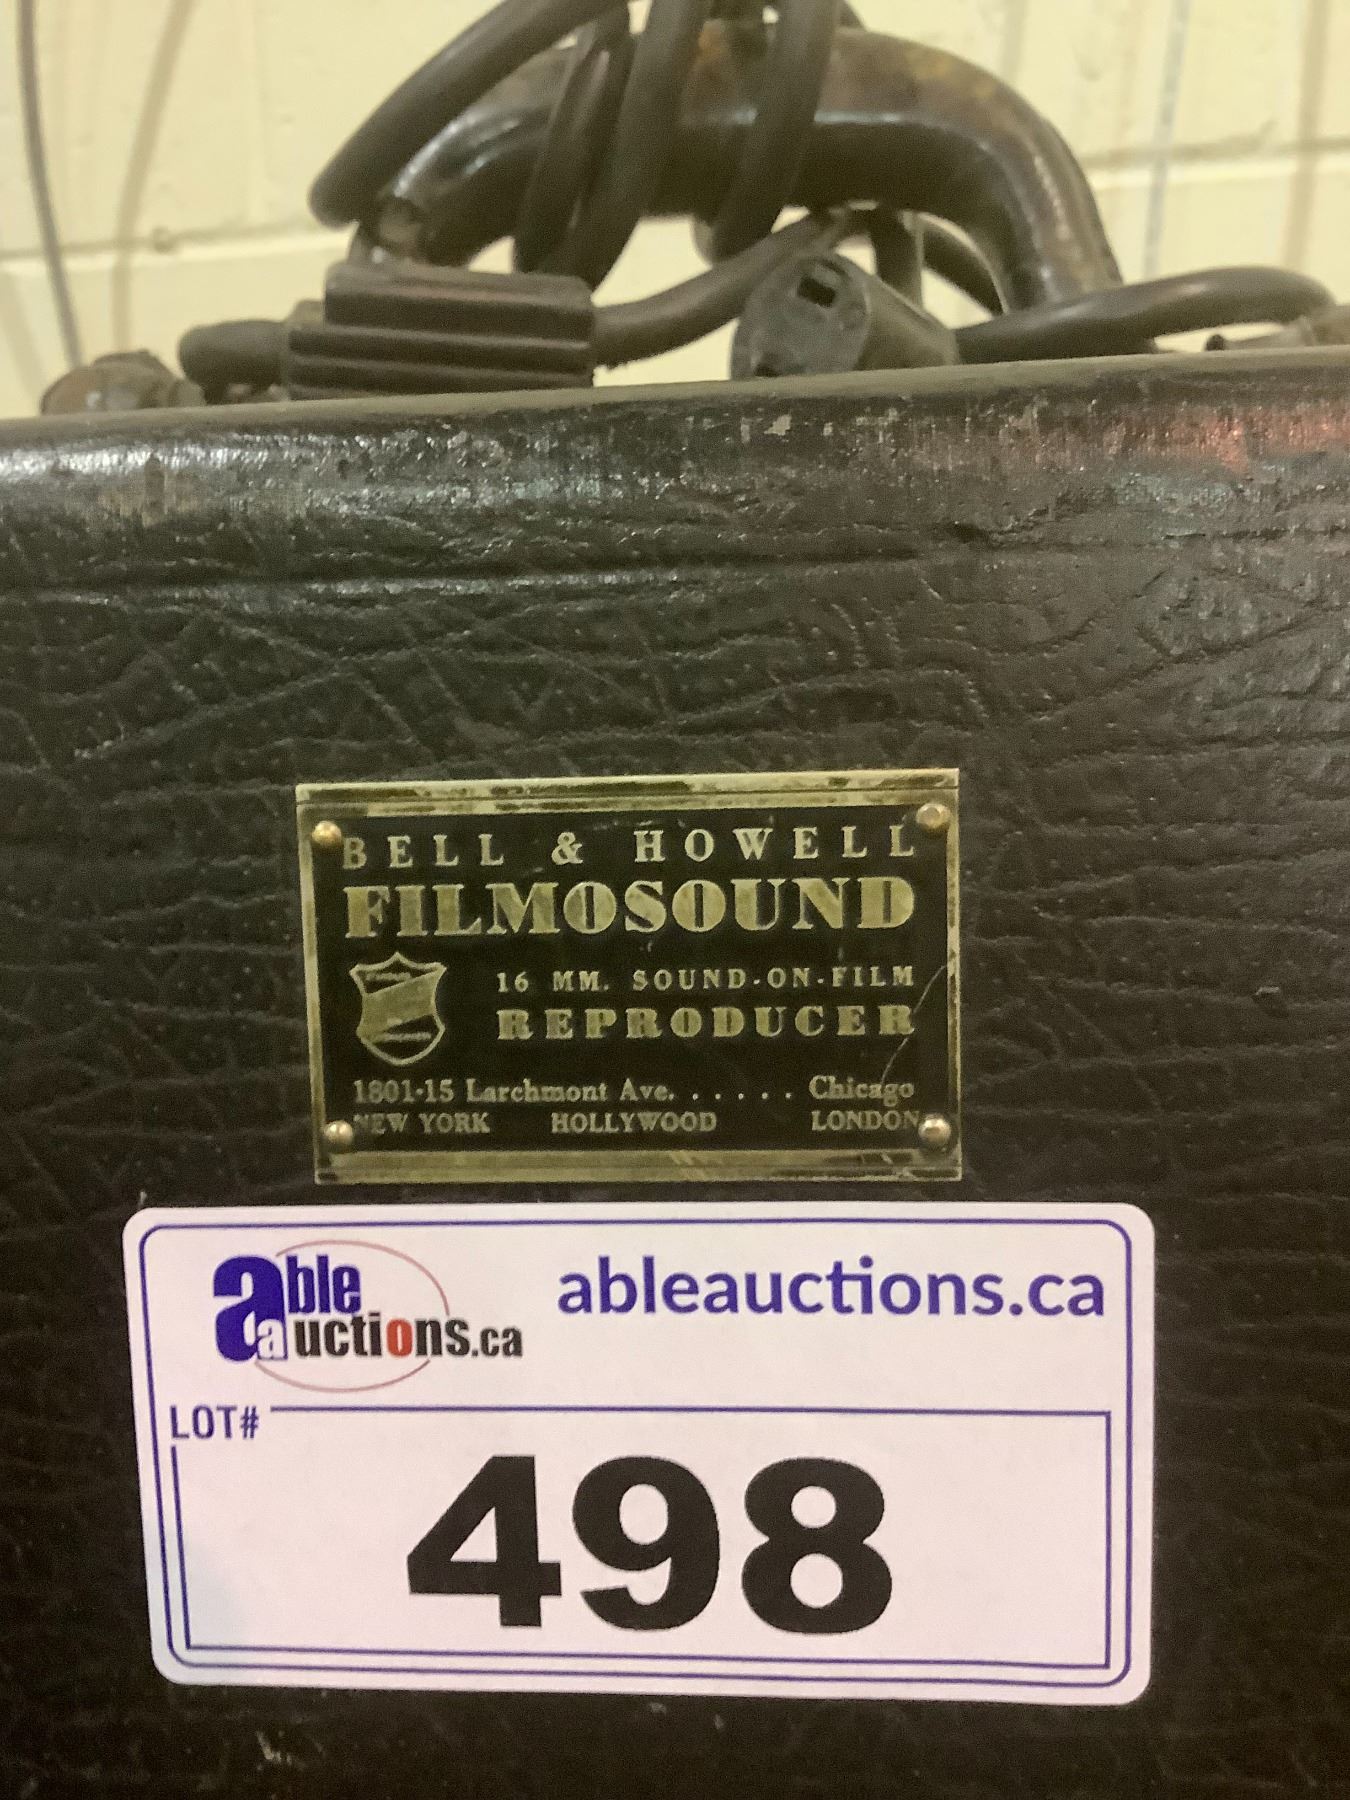 BELL & HOWELL
FILMOSOUND
16 MM. SOUND-ON-FILM
REPRODUCER
1801-15 Larchmont Ave. . . . . . Chicago
NEW YORK HOLLYWOOD LONDON
able auctions.ca
ableauctions.ca
LOT#
498